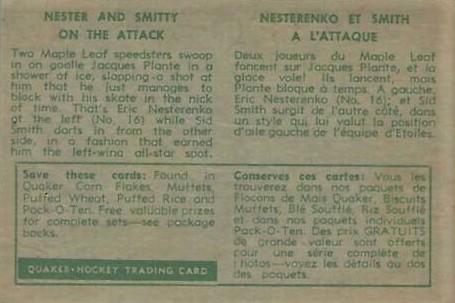 NESTER AND SMITTY
ON THE ATTACK
Two Maple Leaf speedsters swoop
in on goalie Jacques Plante in a
shower of ice, slapping a shot at
him that he just manages to
block with his skate in the nick
of time. That's Eric Nesterenko
at the left (No. 16) while Sid
Smith darts in from the other
side, in a fashion that earned
him the left-wing all-star spot.
NESTERENKO ET SMITH
A L'ATTAQUE
Deux joueurs du Maple Leaf
foncent sur Jacques Plante, et la
glace vole! Ils lancent, mais
Plante bloque à temps. A gauche,
Eric Nesterenko (No. 16); et Sid
Smith surgit de l'autre côté, dans
un style qui lui valut la position
d'aile gauche de l'équipe d'Etoiles.
Save these cards: Found in
Quaker Corn Flakes, Muffets,
Puffed Wheat, Puffed Rice and
Pack-O-Ten. Free valuable prizes
for complete sets—see package
backs.
QUAKER•HOCKEY TRADING CARD
Conserves ces cartes: Vous les
trouverez dans nos paquets de
Flocons de Maïs Quaker, Biscuits
Muffets, Blé Soufflé, Riz Soufflé
et dans nos paquets individuels
Pack-O-Ten. Des prix GRATUITS
de grande valeur sont offerts
pour une série complète de
photos—voyez les détails au dos
des paquets.